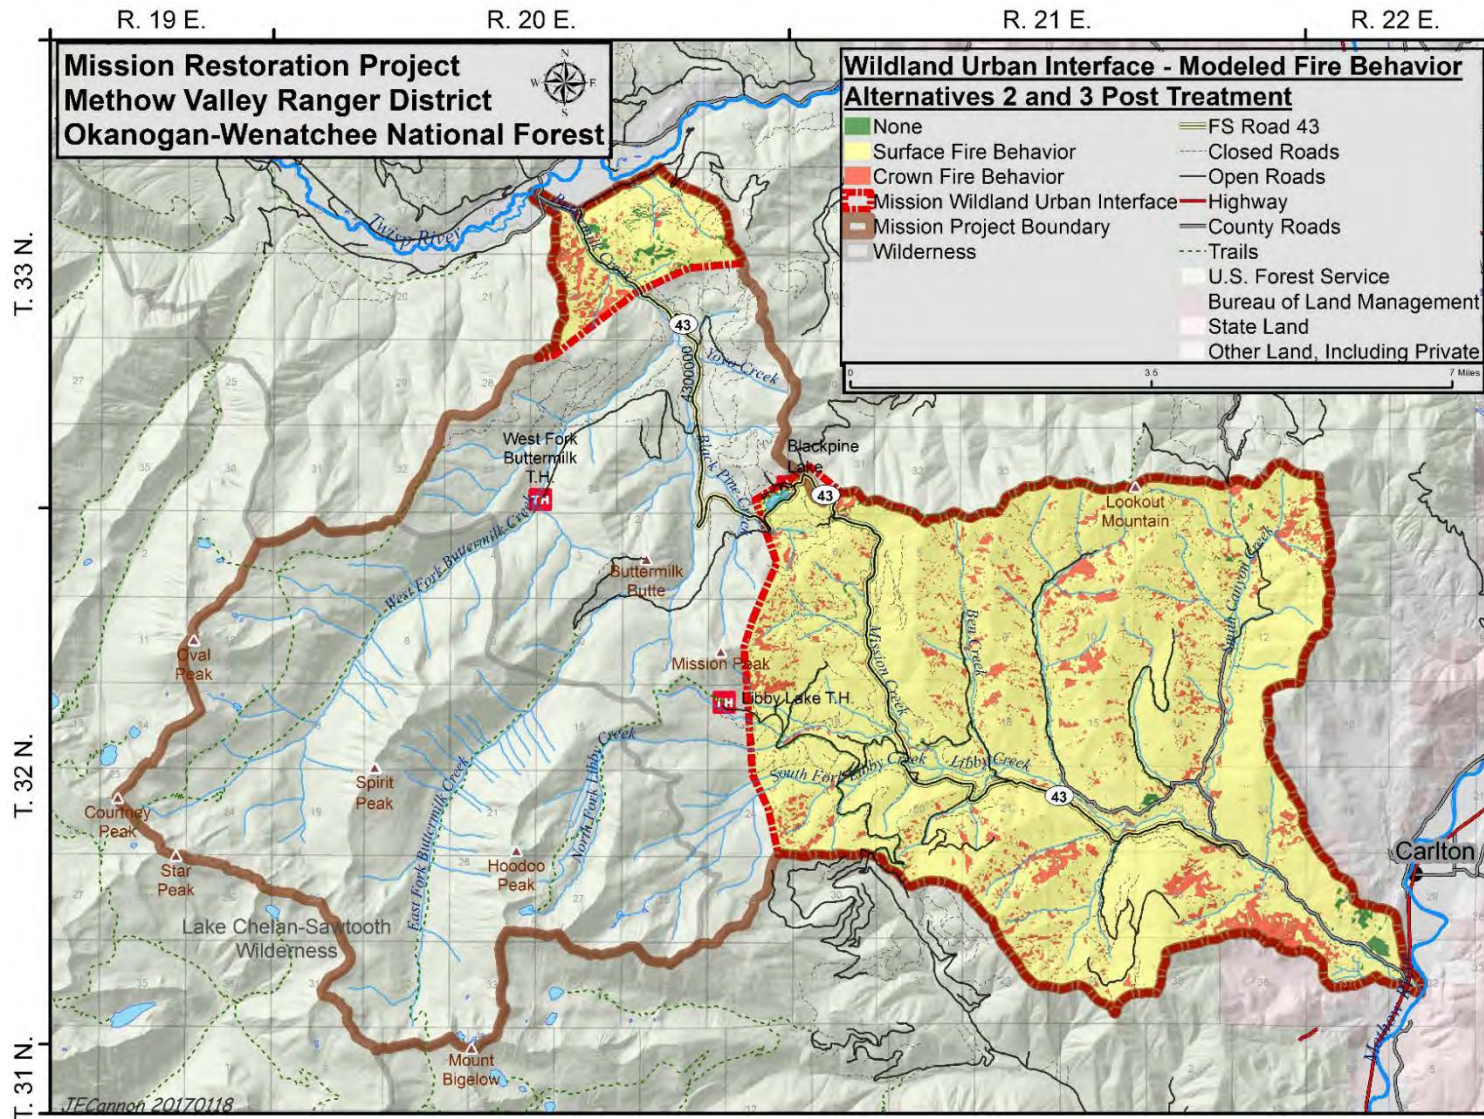 R. 19 E.
R. 20 E.
R. 21 E.
R. 22 E.
Mission Restoration Project
Methow Valley Ranger District
Okanogan-Wenatchee National Forest
N
W E
S
Wildland Urban Interface - Modeled Fire Behavior
Alternatives 2 and 3 Post Treatment
None
Surface Fire Behavior
Crown Fire Behavior
Mission Wildland Urban Interface
Mission Project Boundary
Wilderness
FS Road 43
Closed Roads
Open Roads
Highway
County Roads
Trails
U.S. Forest Service
Bureau of Land Management
State Land
Other Land, Including Private
0
3.5
7 Miles
T. 33 N.
T. 32 N.
T. 31 N.
Twisp River
43
4300000
Yoyo Creek
West Fork
Buttermilk
T.H.
TH
Black Pine Creek
Blackpine
Lake
43
Lookout
Mountain
West Fork Buttermilk Creek
Buttermilk
Butte
Oval
Peak
Mission Peak
TH
Libby Lake T.H.
Mission Creek
Ben Creek
South Canyon Creek
Spirit
Peak
East Fork Buttermilk Creek
North Fork Libby Creek
South Fork Libby Creek
Libby Creek
43
Courtney
Peak
Star
Peak
Hoodoo
Peak
Carlton
Lake Chelan-Sawtooth
Wilderness
Mount
Bigelow
JFCannon 20170118